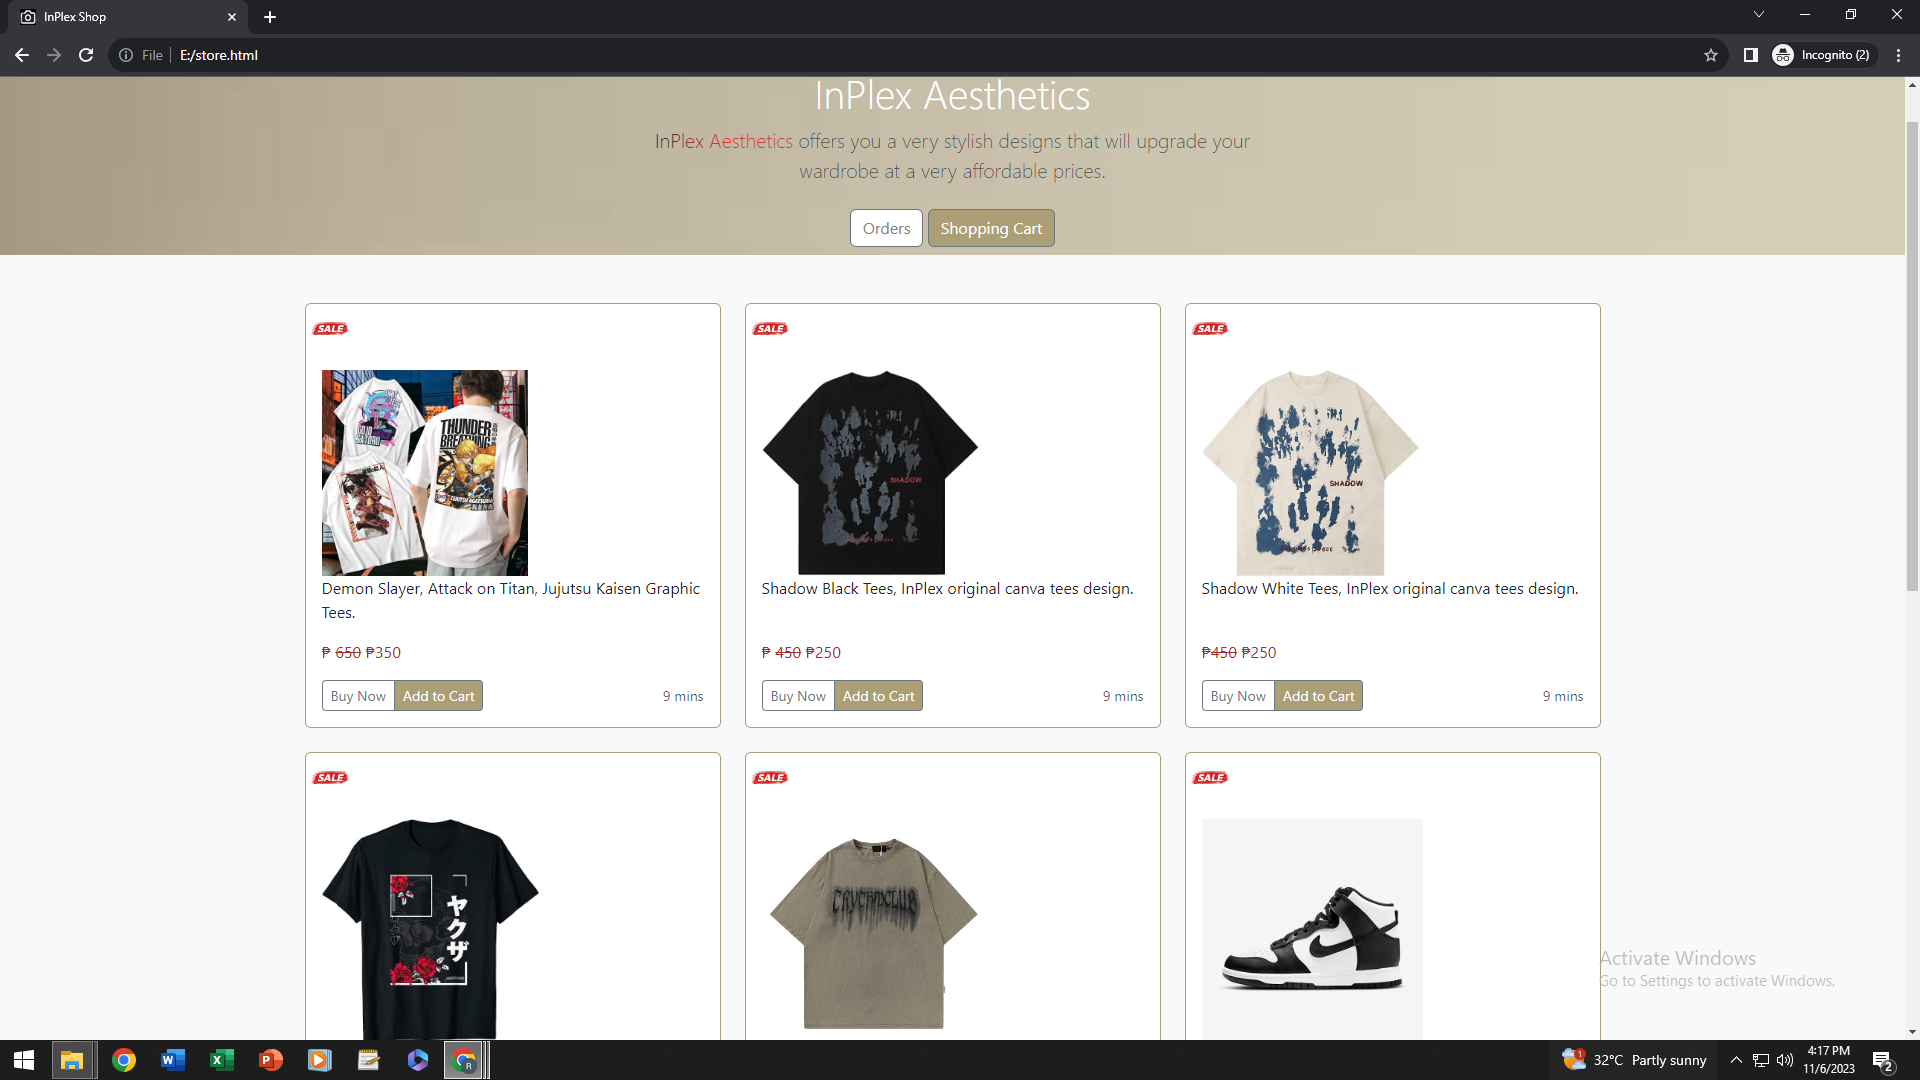 InPlex Shop
File
E:/store.html
Incognito (2)
InPlex Aesthetics
InPlex Aesthetics offers you a very stylish designs that will upgrade your
wardrobe at a very affordable prices.
Orders
Shopping Cart
SALE
SALE
SALE
THUNDER
BREATHING
SHADOW
SHADOW
Demon Slayer, Attack on Titan, Jujutsu Kaisen Graphic
Tees.
Shadow Black Tees, InPlex original canva tees design.
Shadow White Tees, InPlex original canva tees design.
₱ 650 ₱350
₱ 450 ₱250
₱450 ₱250
Buy Now
Add to Cart
9 mins
Buy Now
Add to Cart
9 mins
Buy Now
Add to Cart
9 mins
SALE
SALE
SALE
ヤクザ
Activate Windows
Go to Settings to activate Windows.
32°C Partly sunny
4:17 PM
11/6/2023
2